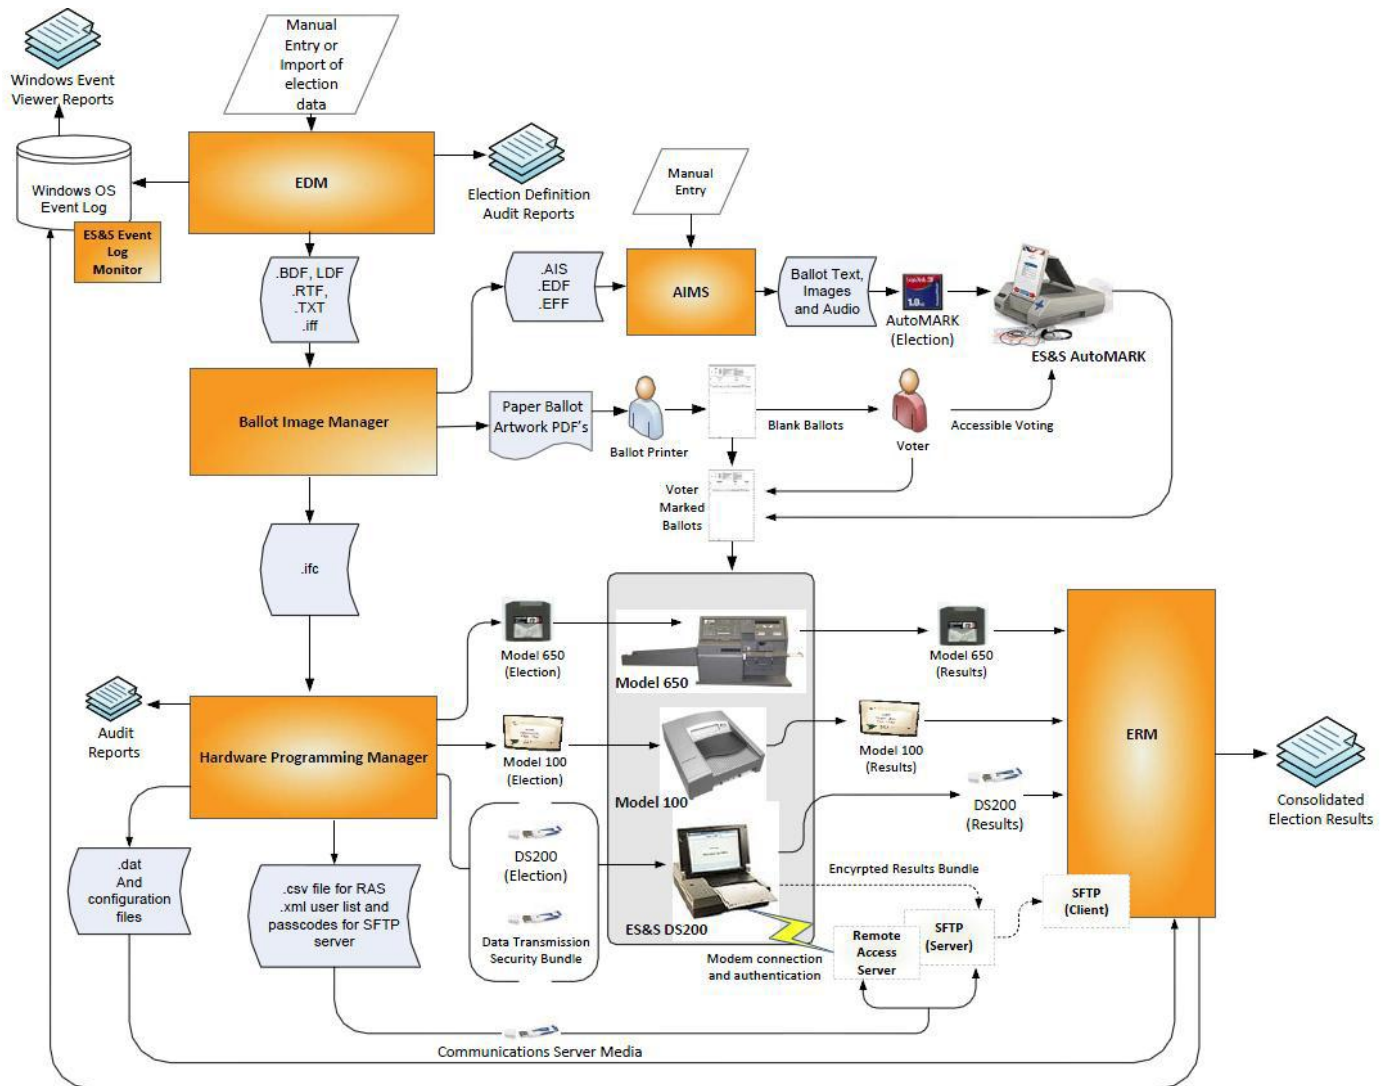 Manual
Entry or
Import of
election
data
Windows Event
Viewer Reports
EDM
Windows OS
Event Log
ES&S Event
Log
Monitor
Election Definition
Audit Reports
Manual
Entry
.BDF, LDF
.RTF,
.TXT
.iff
.AIS
.EDF
.EFF
AIMS
Ballot Text,
Images
and Audio
AutoMARK
(Election)
ES&S AutoMARK
Ballot Image Manager
Paper Ballot
Artwork PDF's
Ballot Printer
Blank Ballots
Voter
Accessible Voting
Voter
Marked
Ballots
.ifc
Model 650
(Election)
Model 650
Model 650
(Results)
Audit
Reports
Hardware Programming Manager
Model 100
(Election)
Model 100
Model 100
(Results)
ERM
DS200
(Election)
Data Transmission
Security Bundle
ES&S DS200
DS200
(Results)
Consolidated
Election Results
Encyrpted Results Bundle
.dat
And
configuration
files
.csv file for RAS
.xml user list and
passcodes for SFTP
server
Modem connection
and authentication
Remote
Access
Server
SFTP
(Server)
SFTP
(Client)
Communications Server Media